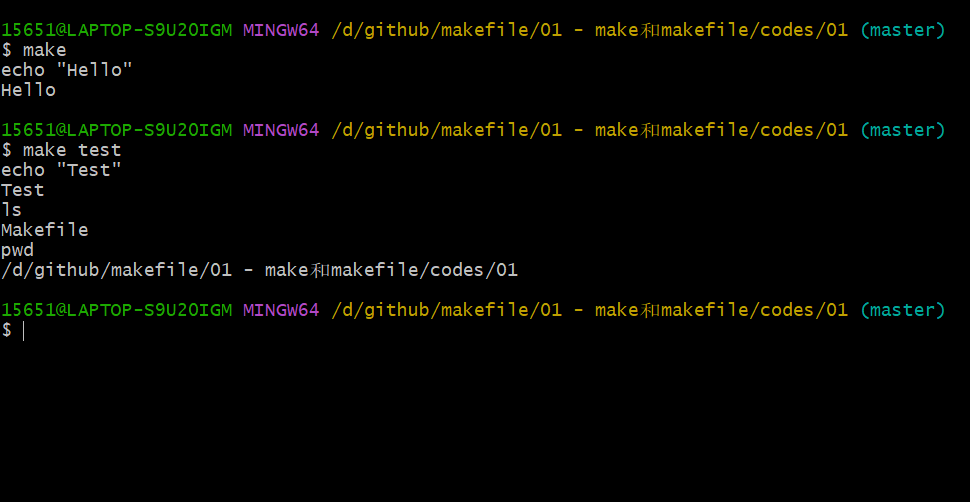 15651@LAPTOP-S9U2OIGM MINGW64 /d/github/makefile/01 - make和makefile/codes/01 (master)
$ make
echo "Hello"
Hello
15651@LAPTOP-S9U2OIGM MINGW64 /d/github/makefile/01 - make和makefile/codes/01 (master)
$ make test
echo "Test"
Test
ls
Makefile
pwd
/d/github/makefile/01 - make和makefile/codes/01
15651@LAPTOP-S9U2OIGM MINGW64 /d/github/makefile/01 - make和makefile/codes/01 (master)
$